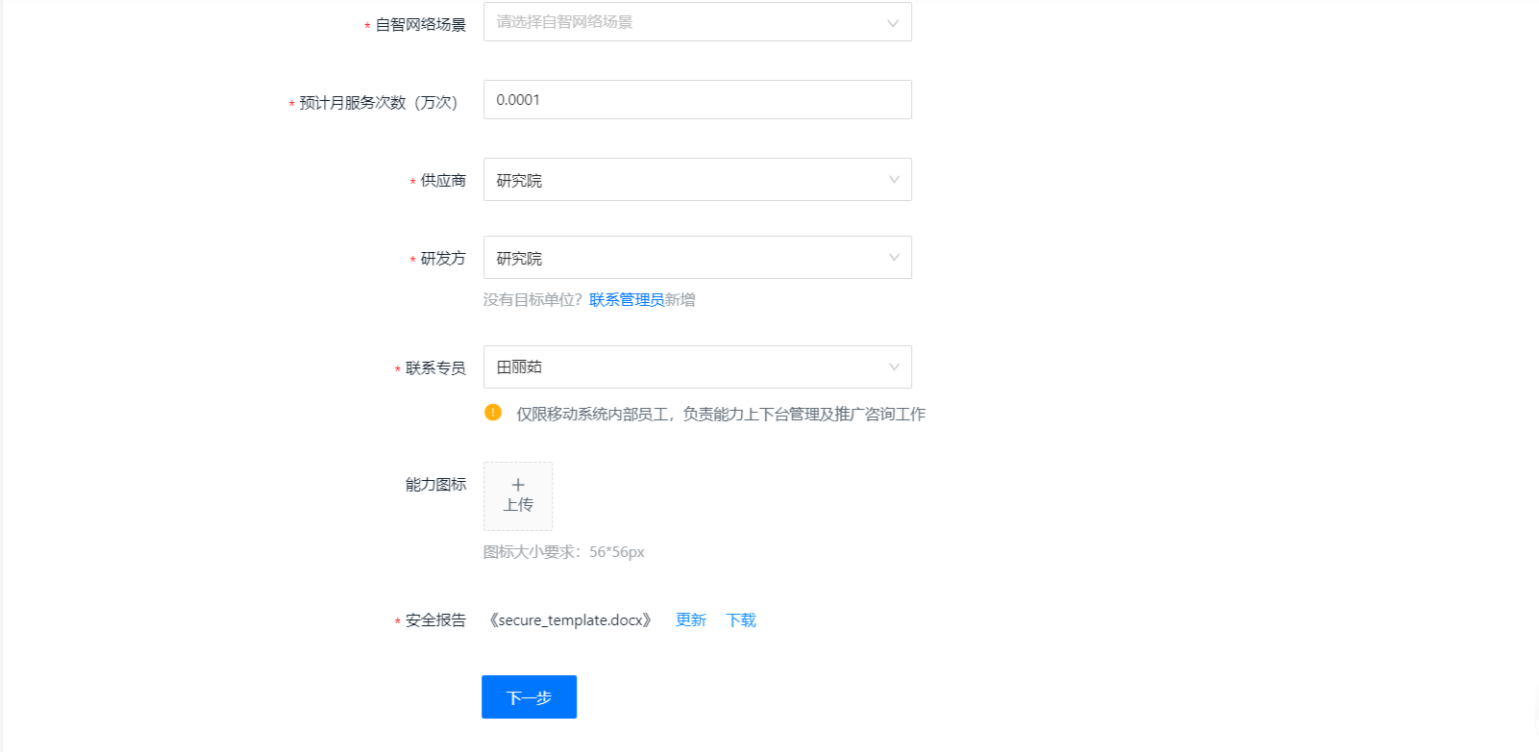 * 自智网络场景 请选择自智网络场景
* 预计月服务次数（万次） 0.0001
* 供应商 研究院
* 研发方 研究院
没有目标单位？联系管理员新增
* 联系专员 田丽茹
仅限移动系统内部员工，负责能力上下台管理及推广咨询工作
能力图标 + 上传
图标大小要求：56*56px
* 安全报告 《secure_template.docx》 更新 下载
下一步